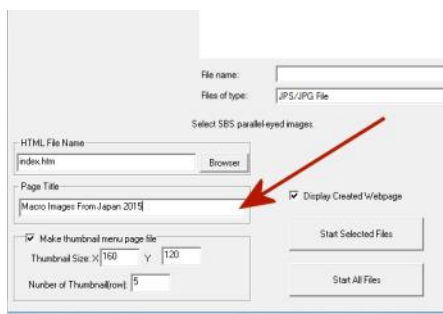 File name:
Files of type: JPS/JPG File
Select SBS parallel-eyed images:
HTML File Name
index.htm Browser
Page Title
Macro Images From Japan 2015
Display Created Webpage
Make thumbnail menu page file
Thumbnail Size: X 160 Y 120
Start Selected Files
Number of Thumbnail(row): 5
Start All Files